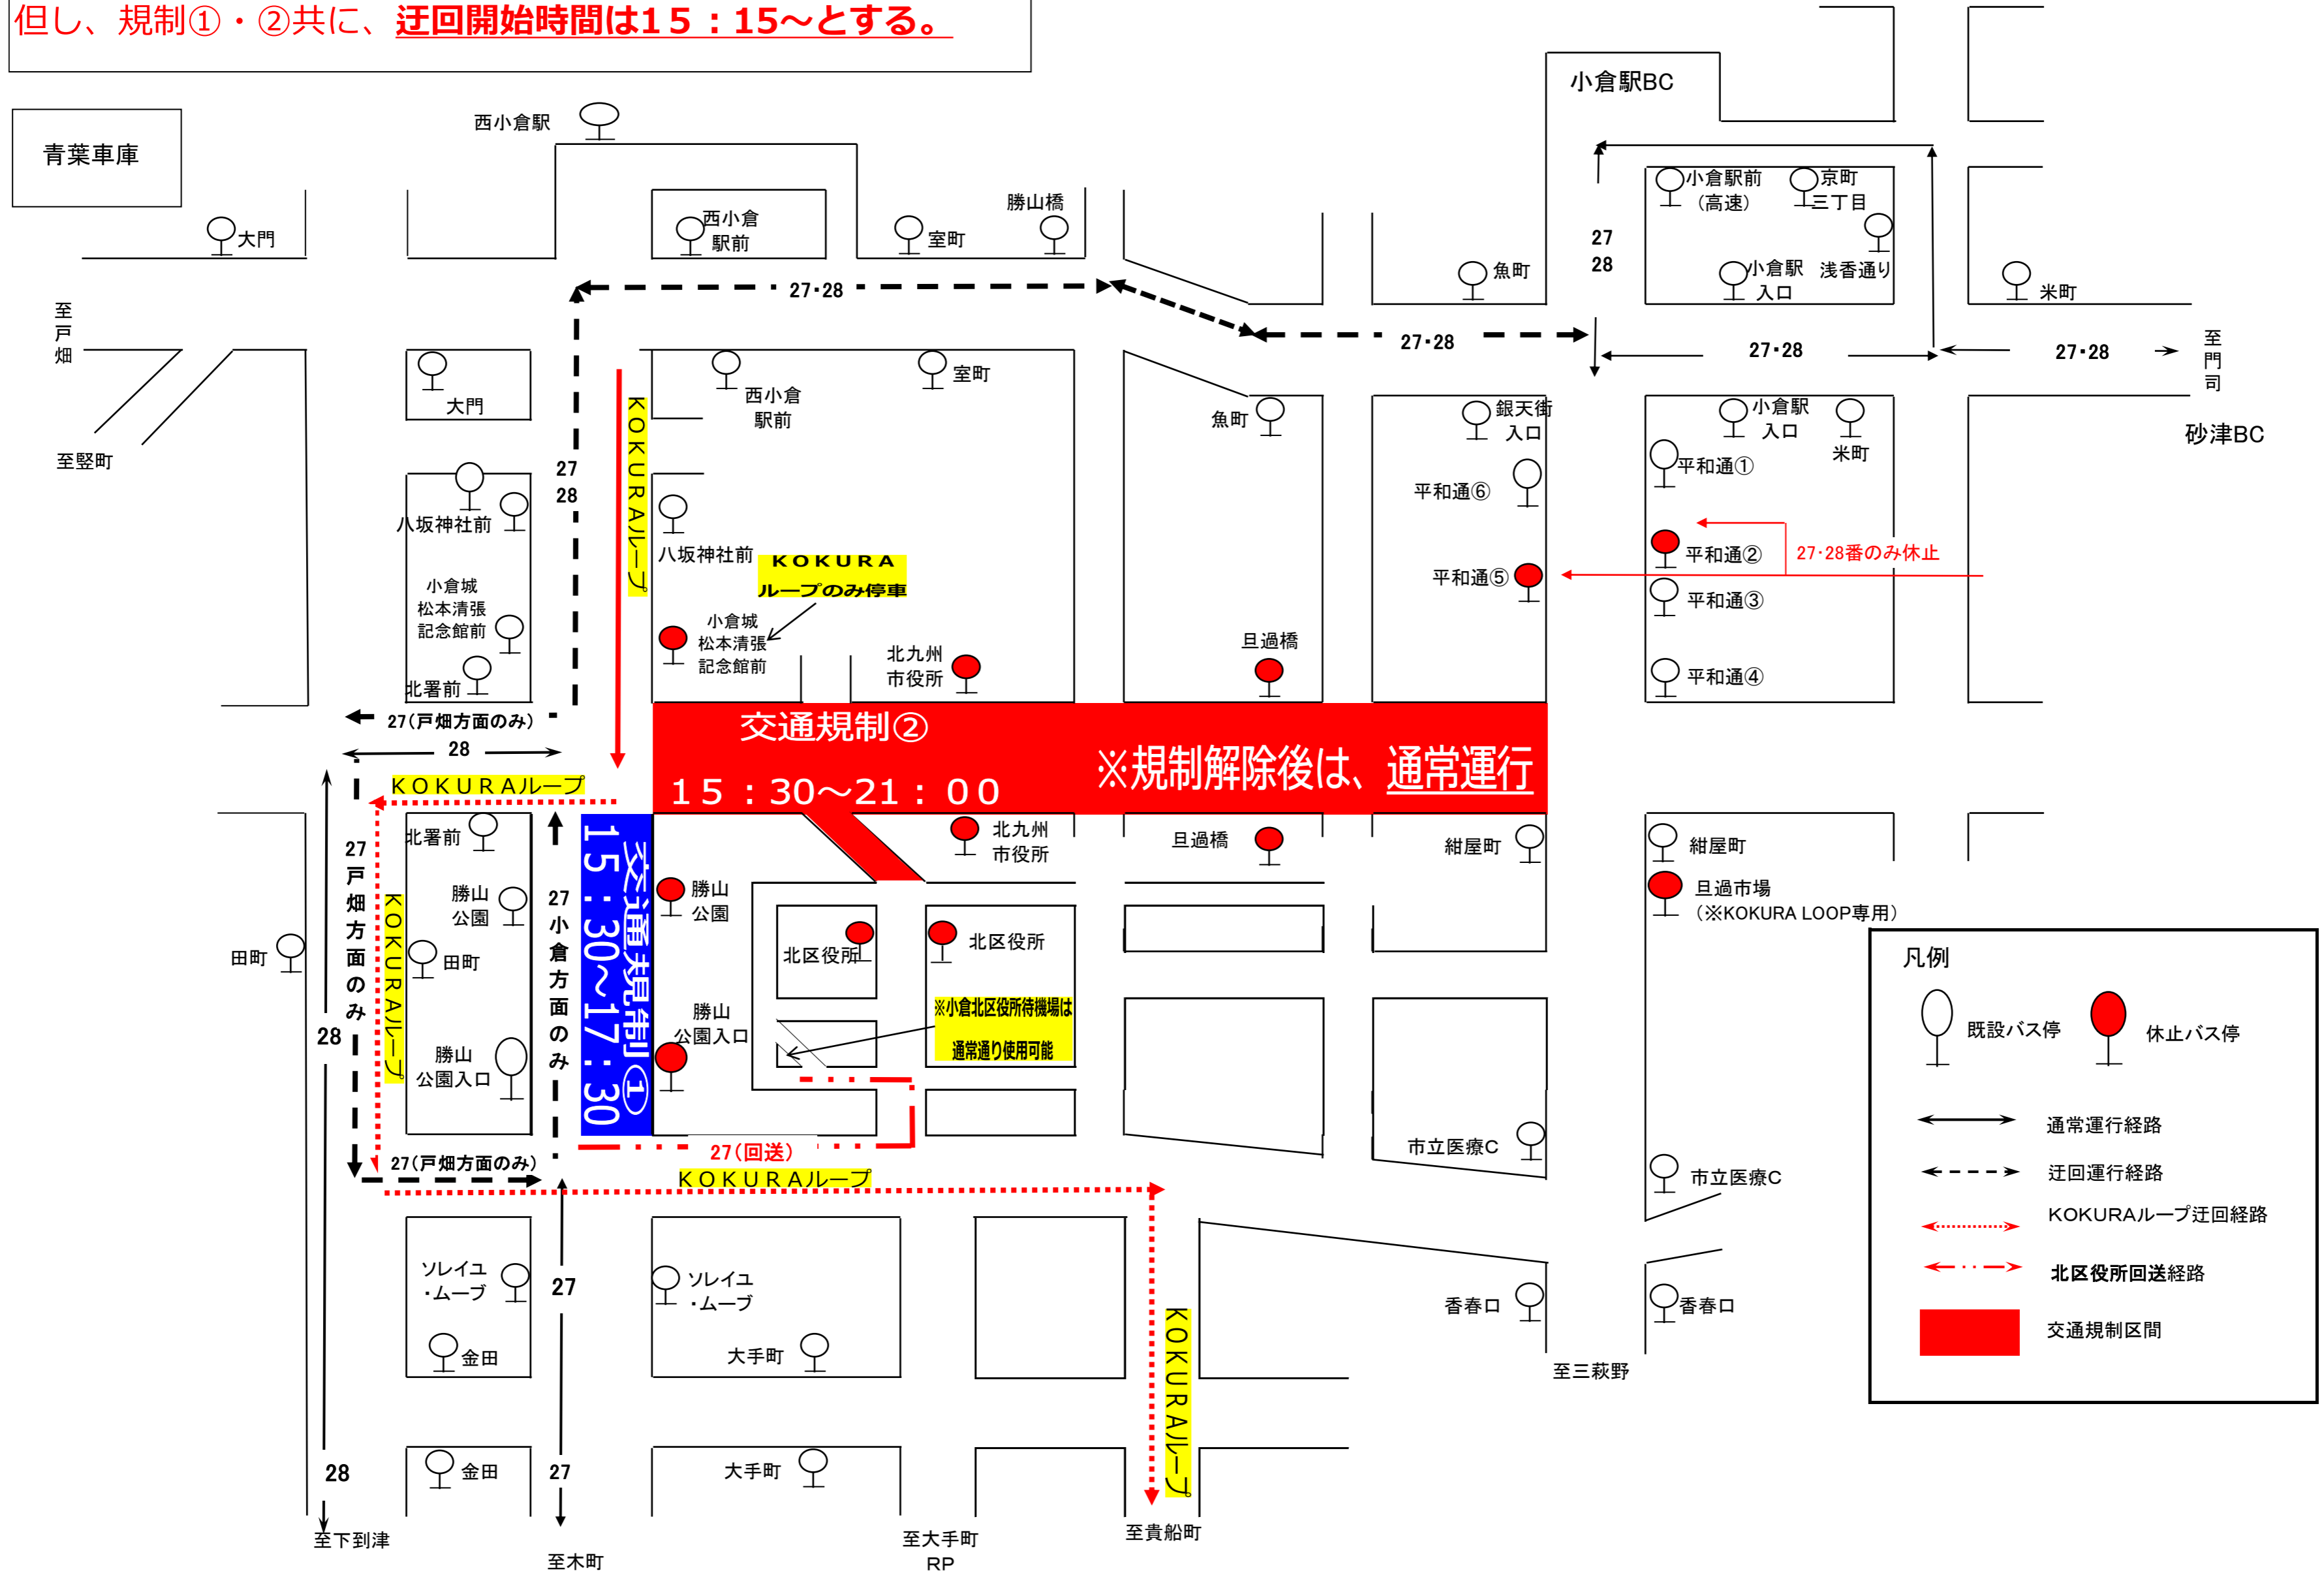 但し、規制①・②共に、迂回開始時間は15：15～とする。
小倉駅BC
青葉車庫
西小倉駅
大門
西小倉
駅前
室町
勝山橋
魚町
小倉駅前
（高速）
京町
三丁目
小倉駅
入口
浅香通り
米町
27
28
27・28
27・28
27・28
27・28
至戸畑
至門司
砂津BC
至竪町
大門
西小倉
駅前
室町
魚町
銀天街
入口
小倉駅
入口
米町
27
28
KOKURAループ
八坂神社前
八坂神社前
KOKURA
ループのみ停車
平和通⑥
平和通①
平和通②
27・28番のみ休止
平和通⑤
平和通③
平和通④
小倉城
松本清張
記念館前
小倉城
松本清張
記念館前
北署前
北九州
市役所
旦過橋
27（戸畑方面のみ）
28
交通規制②
15：30～21：00
※規制解除後は、通常運行
KOKURAループ
北署前
27戸畑方面のみ
KOKURAループ
勝山
公園
田町
田町
28
27小倉方面のみ
交通規制①
15：30～17：30
勝山
公園
北九州
市役所
旦過橋
紺屋町
紺屋町
旦過市場
（※KOKURA LOOP専用）
北区役所
北区役所
※小倉北区役所待機場は
通常通り使用可能
勝山
公園入口
勝山
公園入口
27（回送）
27（戸畑方面のみ）
KOKURAループ
市立医療C
市立医療C
凡例
既設バス停
休止バス停
通常運行経路
迂回運行経路
KOKURAループ迂回経路
北区役所回送経路
交通規制区間
ソレイユ
・ムーブ
27
ソレイユ
・ムーブ
香春口
香春口
金田
大手町
KOKURAループ
至三萩野
28
金田
27
大手町
至下到津
至木町
至大手町
RP
至貴船町